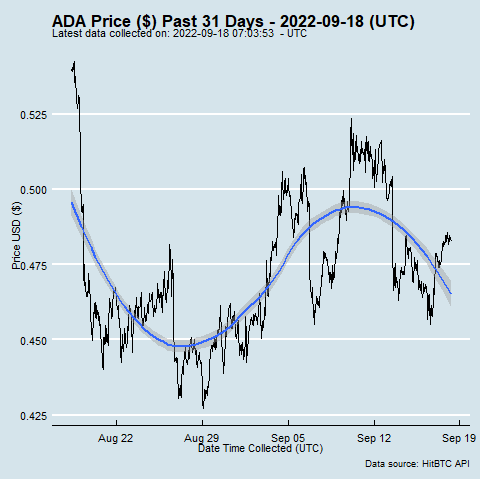 ADA Price ($) Past 31 Days - 2022-09-18 (UTC)
Latest data collected on: 2022-09-18 07:03:53 - UTC
0.525
0.500
0.475
0.450
0.425
Price USD ($)
Aug 22
Aug 29
Sep 05
Sep 12
Sep 19
Date Time Collected (UTC)
Data source: HitBTC API